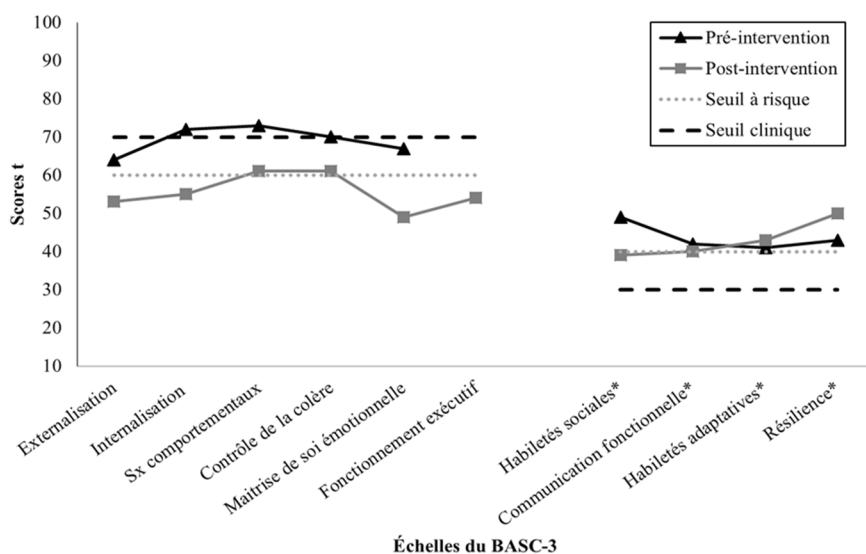 100
90
80
70
60
50
40
30
20
10
Scores t
Pré-intervention
Post-intervention
Seuil à risque
Seuil clinique
Externalisation
Internalisation
Sx comportementaux
Contrôle de la colère
Maitrise de soi émotionnelle
Fonctionnement exécutif
Habiletés sociales*
Communication fonctionnelle*
Habiletés adaptatives*
Résilience*
Échelles du BASC-3